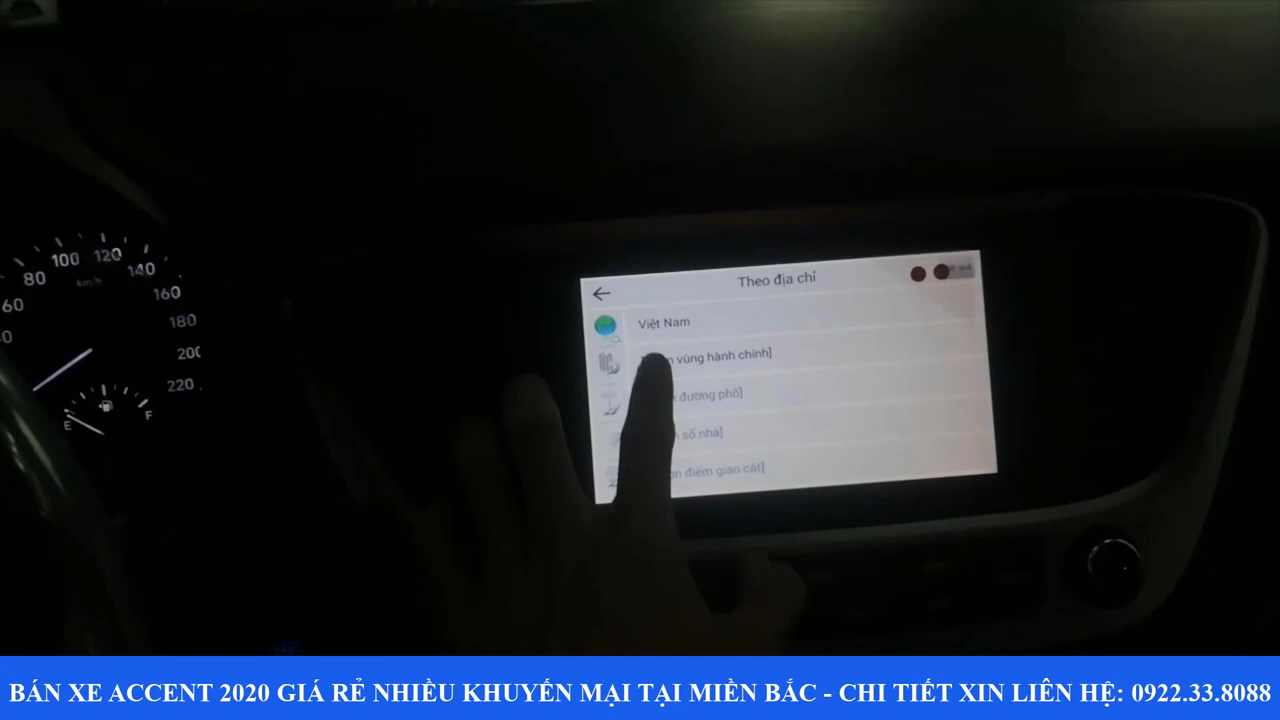 100 120
80 140
km/h
60 160
180
200
220
E F
Theo địa chỉ
Việt Nam
vùng hành chính]
đường phố]
số nhà]
điểm giao cắt]
BÁN XE ACCENT 2020 GIÁ RẺ NHIỀU KHUYẾN MẠI TẠI MIỀN BẮC - CHI TIẾT XIN LIÊN HỆ: 0922.33.8088